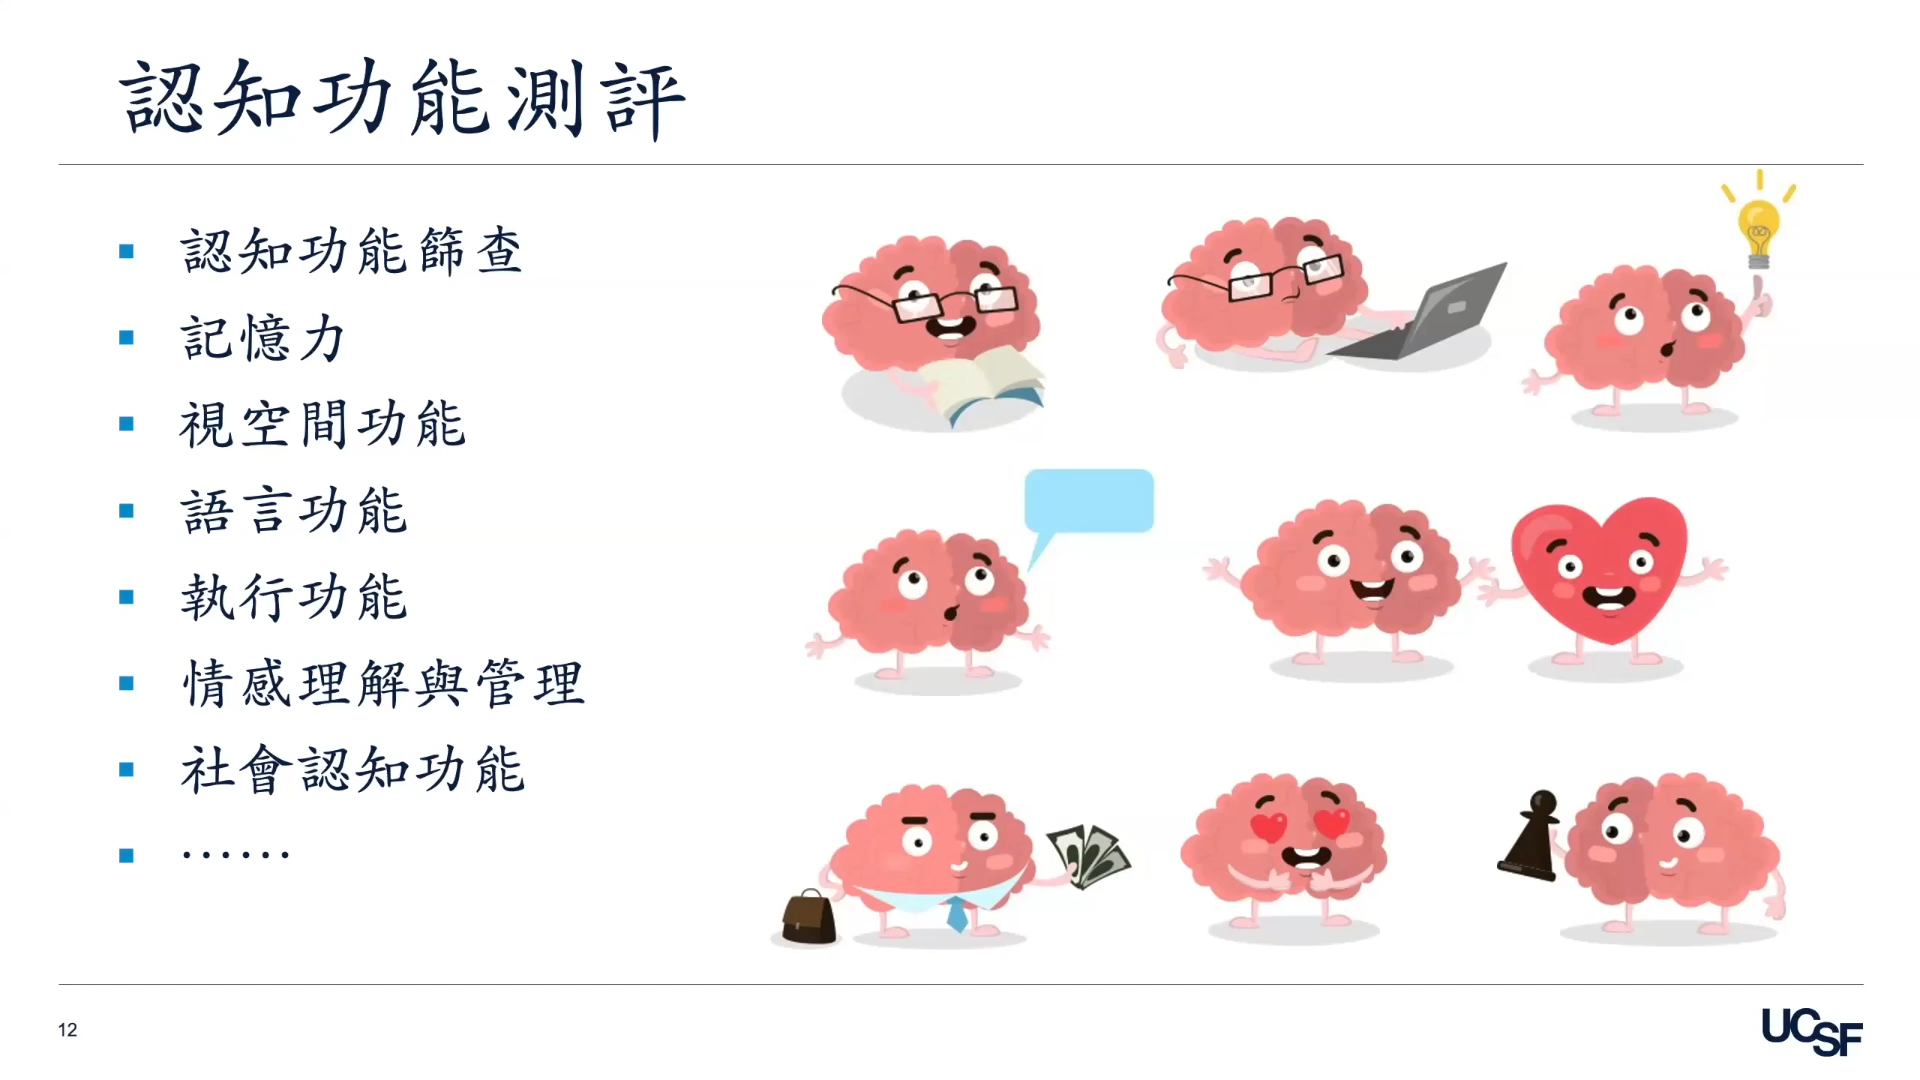 認知功能測評
認知功能篩查
記憶力
視空間功能
語言功能
執行功能
情感理解與管理
社會認知功能
······
12
UCSF